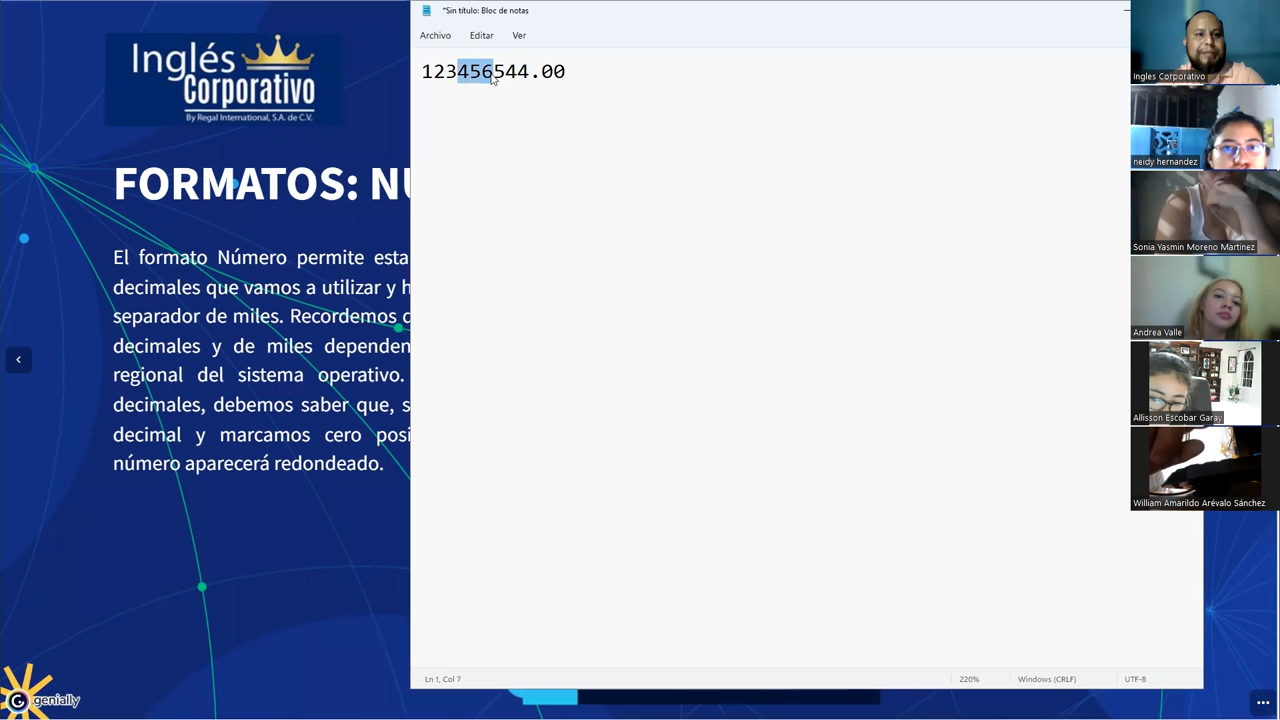 *Sin título: Bloc de notas
Archivo Editar Ver
123456544.00
Inglés
Corporativo
By Regal International, S.A. de C.V.
FORMATOS: NU
El formato Número permite esta
decimales que vamos a utilizar y h
separador de miles. Recordemos
decimales y de miles dependen
regional del sistema operativo.
decimales, debemos saber que, s
decimal y marcamos cero posi
número aparecerá redondeado.
genially
Ln 1, Col 7 220% Windows (CRLF) UTF-8
Ingles Corporativo
neidy hernandez
Sonia Yasmin Moreno Martinez
Andrea Valle
Allisson Escobar Garay
William Amarildo Arévalo Sánchez